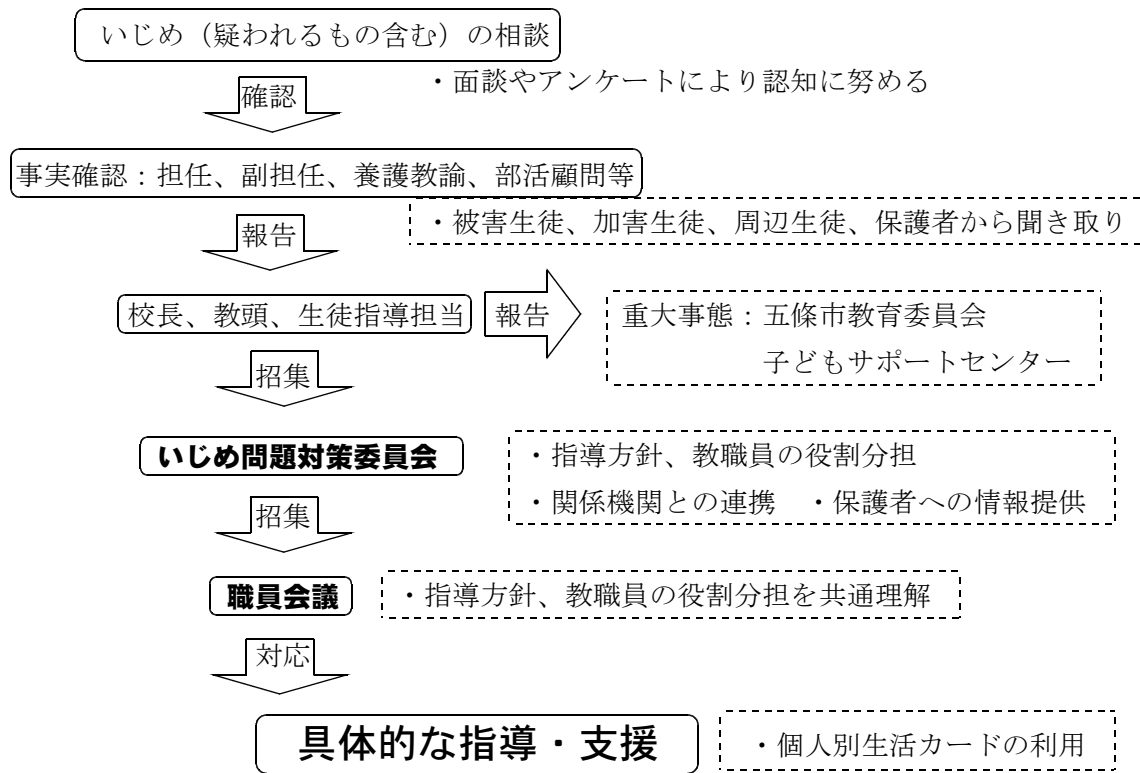 いじめ（疑われるもの含む）の相談
確認
・面談やアンケートにより認知に努める
事実確認：担任、副担任、養護教諭、部活顧問等
報告
・被害生徒、加害生徒、周辺生徒、保護者から聞き取り
校長、教頭、生徒指導担当
報告
重大事態：五條市教育委員会
子どもサポートセンター
招集
いじめ問題対策委員会
・指導方針、教職員の役割分担
・関係機関との連携　・保護者への情報提供
招集
職員会議
・指導方針、教職員の役割分担を共通理解
対応
具体的な指導・支援
・個人別生活カードの利用